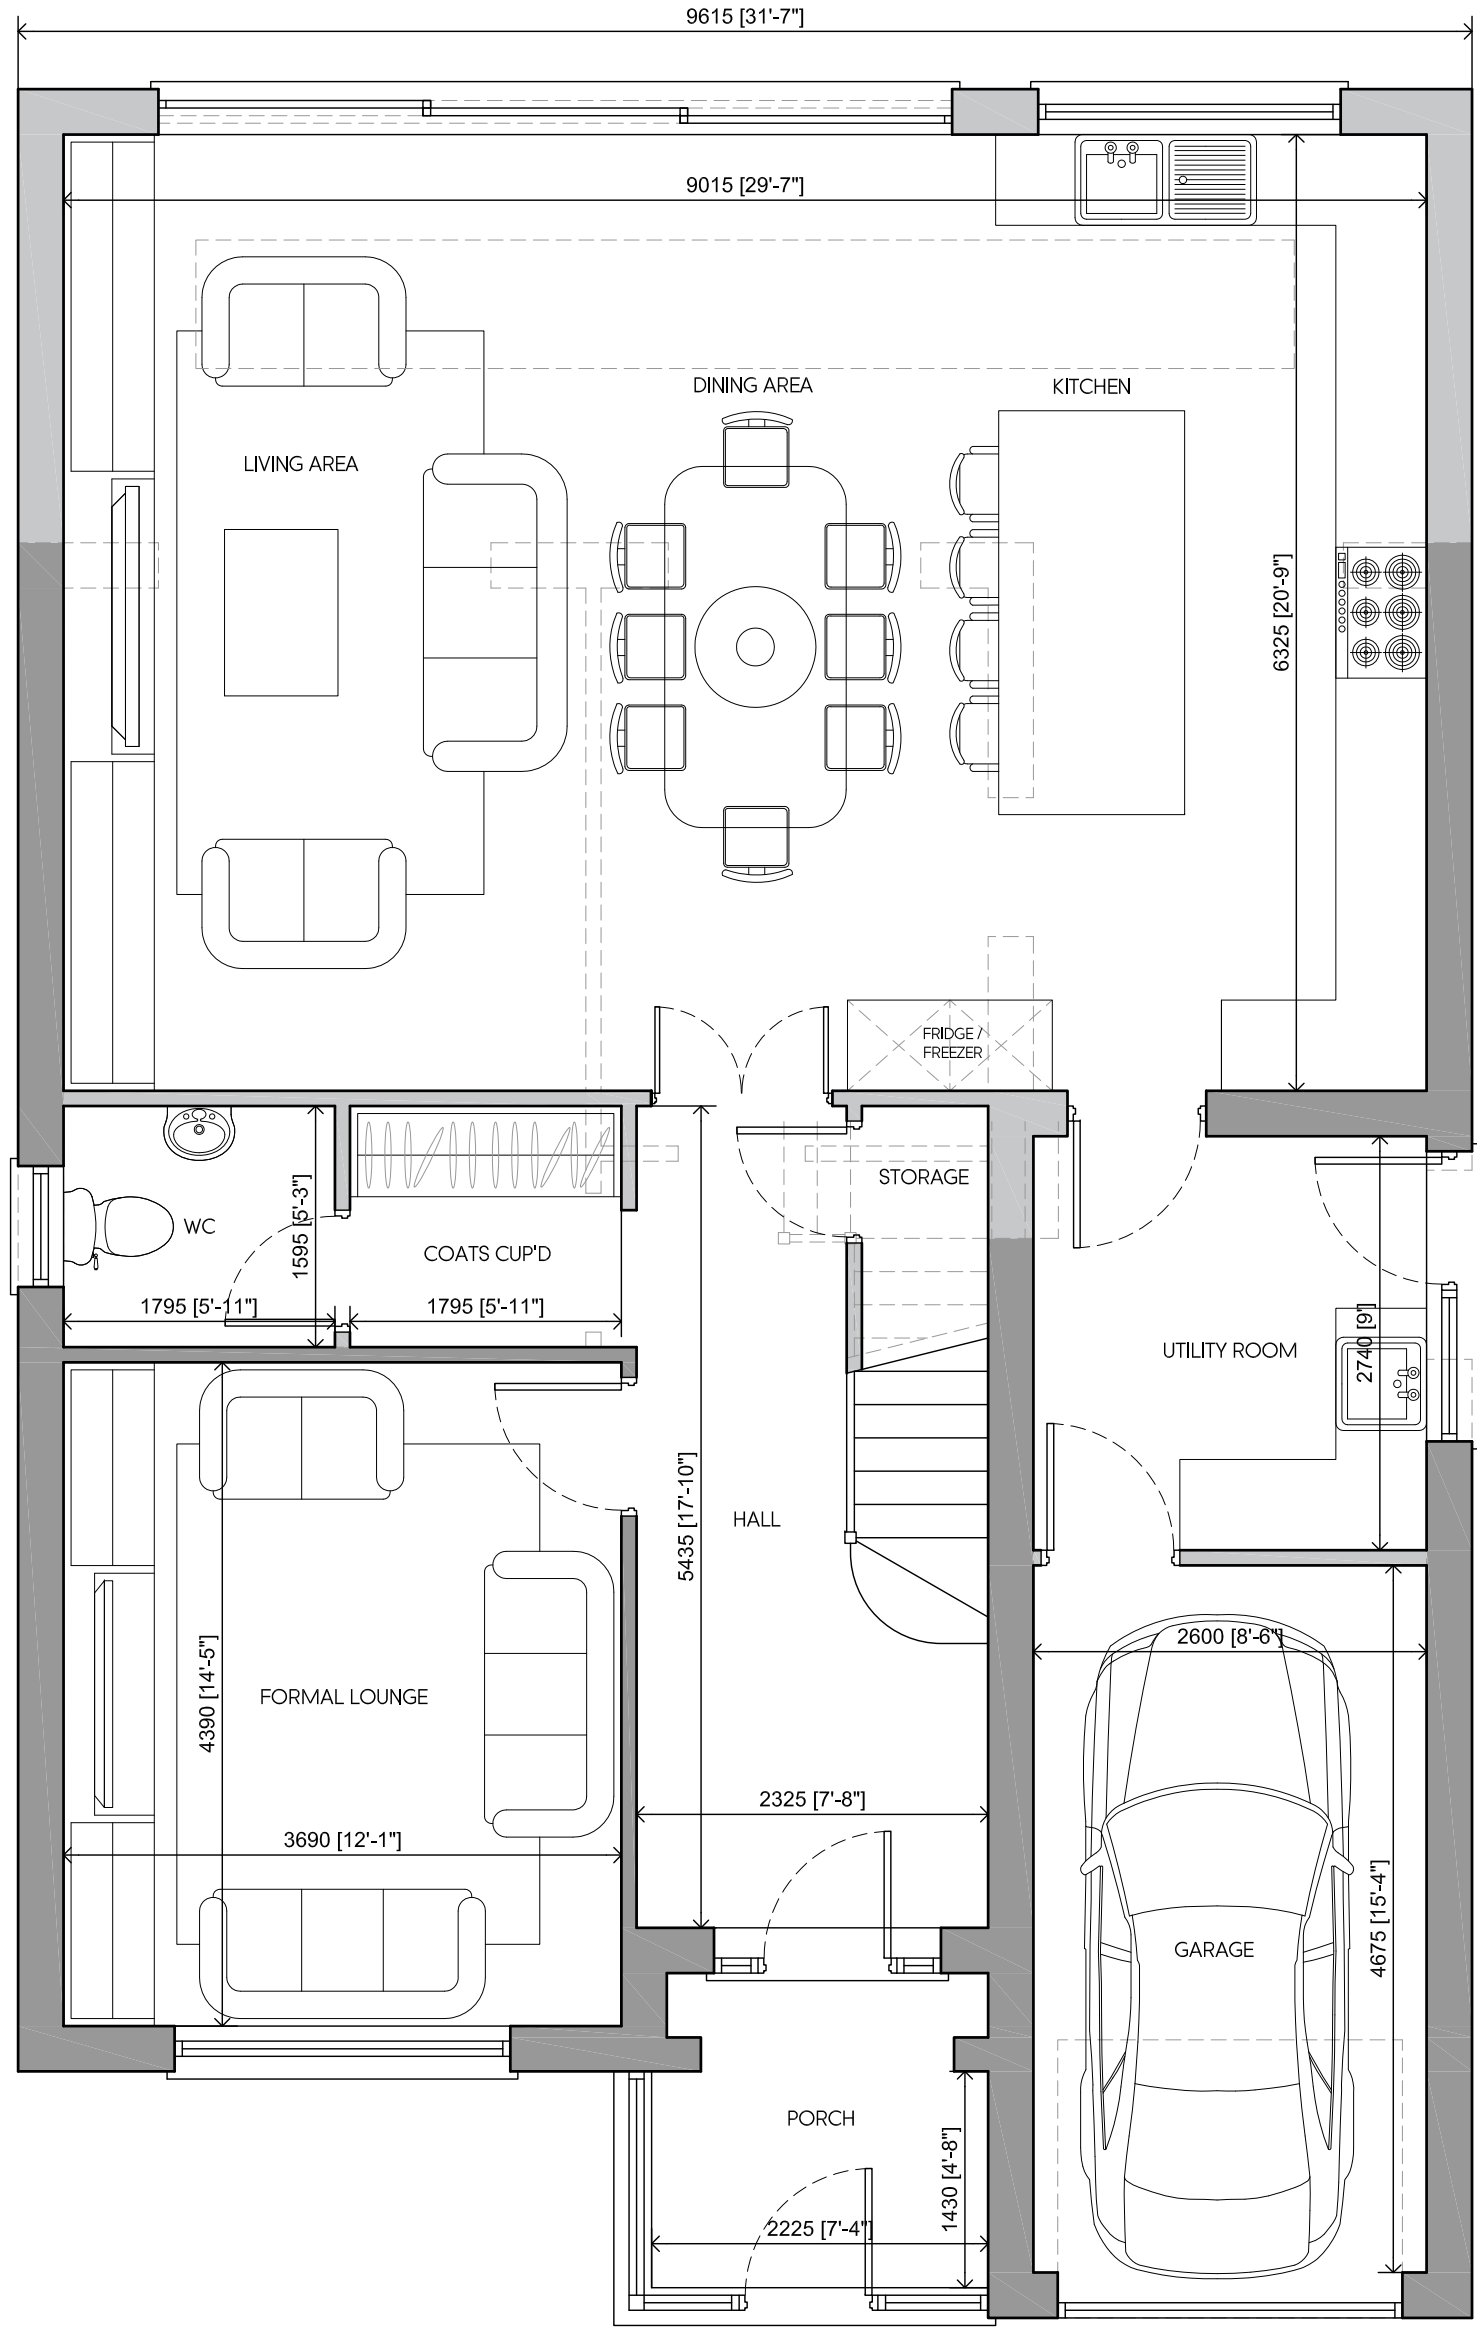 9615 [31'-7"]
9015 [29'-7"]
DINING AREA
KITCHEN
LIVING AREA
6325 [20'-9"]
FRIDGE /
FREEZER
STORAGE
WC
1595 [5'-3"]
COATS CUP'D
1795 [5'-11"]
1795 [5'-11"]
UTILITY ROOM
2740 [9']
HALL
5435 [17'-10"]
2600 [8'-6"]
FORMAL LOUNGE
4390 [14'-5"]
2325 [7'-8"]
3690 [12'-1"]
GARAGE
4675 [15'-4"]
PORCH
1430 [4'-8"]
2225 [7'-4"]